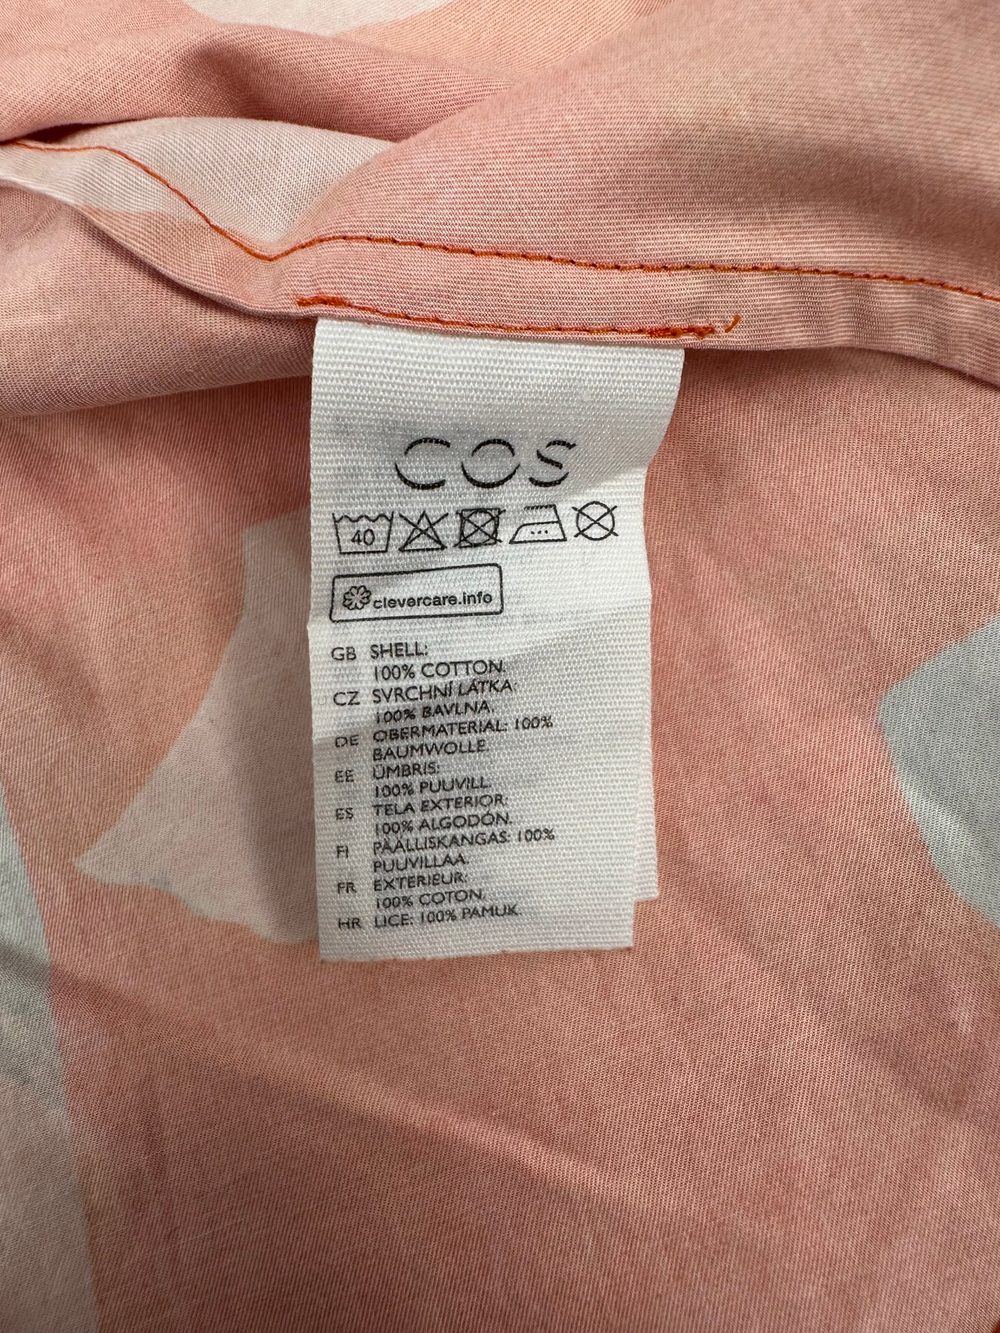 COS
40
clevercare.info
GB SHELL:
100% COTTON.
CZ SVRCHNÍ LÁTKA:
100% BAVLNA.
DE OBERMATERIAL: 100%
BAUMWOLLE.
EE ÜMBRIS:
100% PUUVILL.
ES TELA EXTERIOR:
100% ALGODÓN.
FI PÄÄLLISKANGAS: 100%
PUUVILLAA.
FR EXTERIEUR:
100% COTON.
HR LICE: 100% PAMUK.